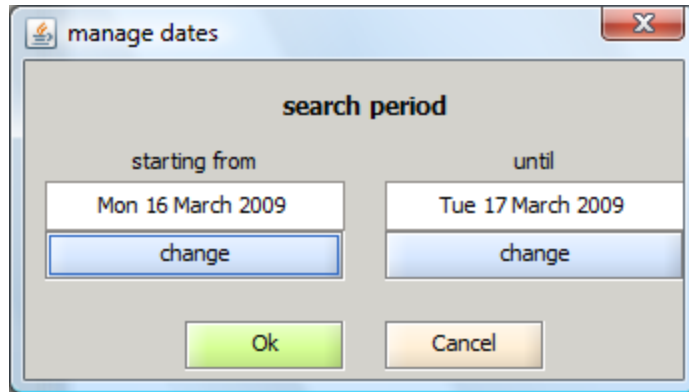 manage dates
search period
starting from until
Mon 16 March 2009 Tue 17 March 2009
change change
Ok Cancel